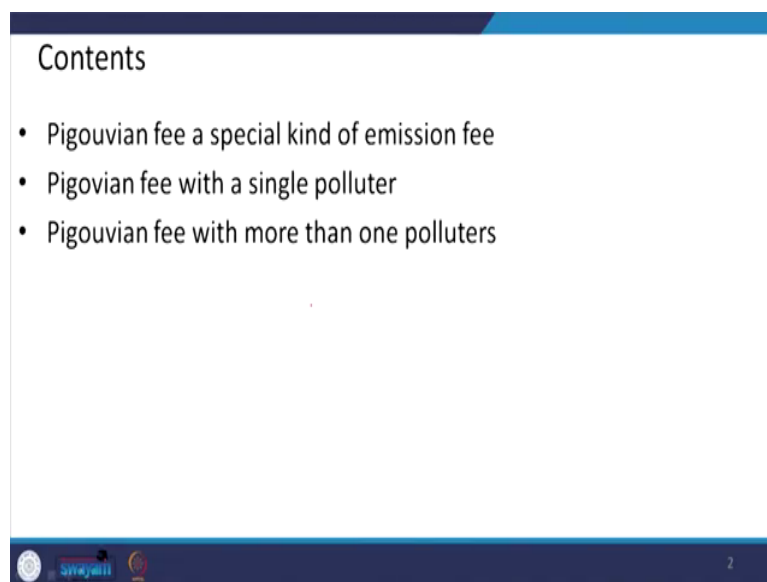 Contents
• Pigouvian fee a special kind of emission fee
• Pigovian fee with a single polluter
• Pigouvian fee with more than one polluters
swayam
2